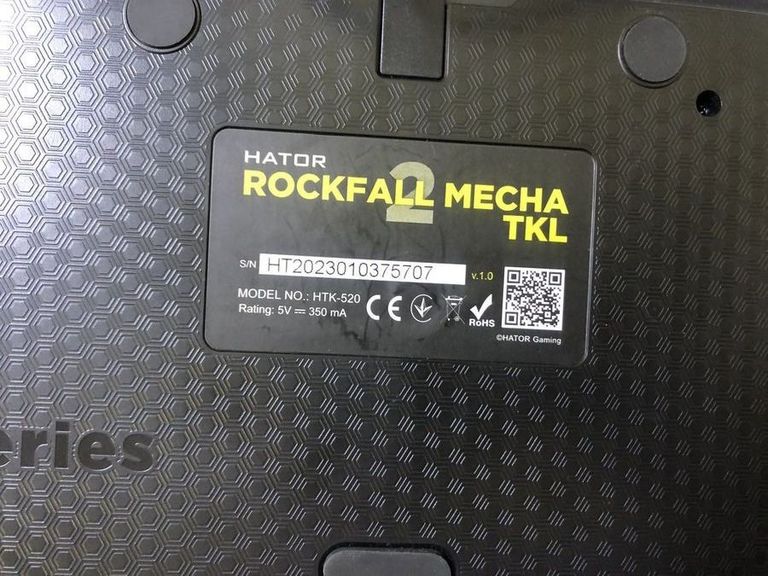 HATOR
ROCKFALL 2 MECHA
TKL
S/N HT2023010375707 v.1.0
MODEL NO.: HTK-520
Rating: 5V ⎓ 350 mA
CE
RoHS
©HATOR Gaming
eries